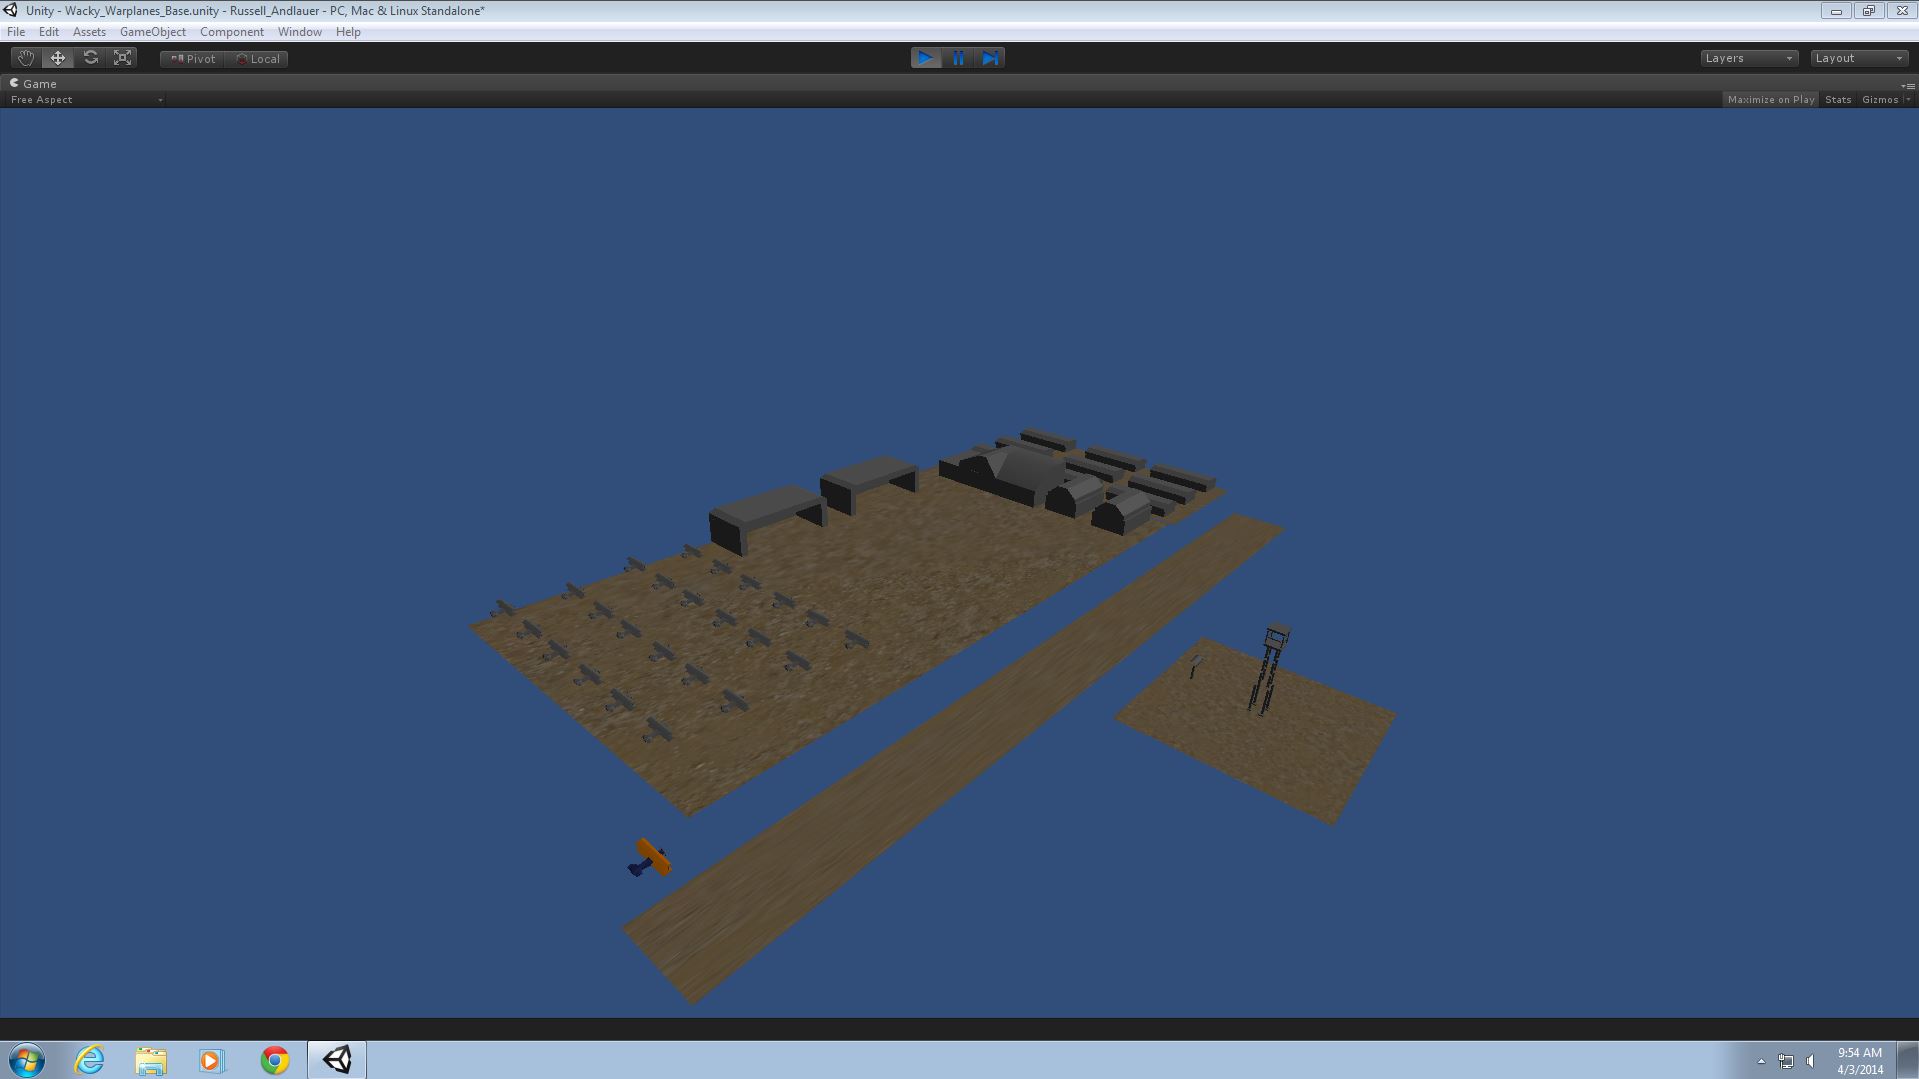 Unity - Wacky_Warplanes_Base.unity - Russell_Andlauer - PC, Mac & Linux Standalone*
File Edit Assets GameObject Component Window Help
Pivot Local Layers Layout
Game
Free Aspect Maximize on Play Stats Gizmos
9:54 AM
4/3/2014